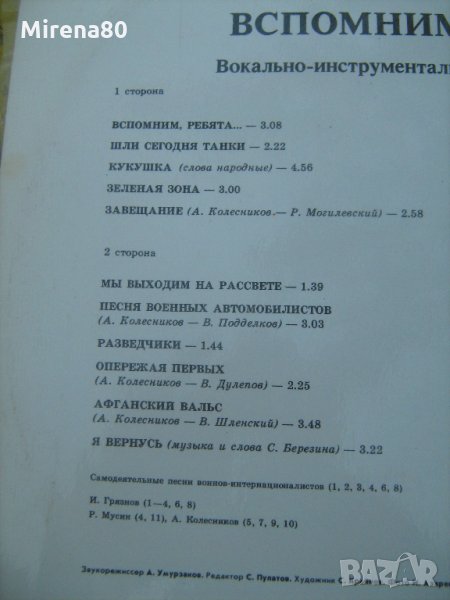 Mirena80
ВСПОМНИМ
Вокально-инструментал
1 сторона
ВСПОМНИМ, РЕБЯТА... — 3.08
ШЛИ СЕГОДНЯ ТАНКИ — 2.22
КУКУШКА (слова народные) — 4.56
ЗЕЛЕНАЯ ЗОНА — 3.00
ЗАВЕЩАНИЕ (А. Колесников — Р. Могилевский) — 2.58
2 сторона
МЫ ВЫХОДИМ НА РАССВЕТЕ — 1.39
ПЕСНЯ ВОЕННЫХ АВТОМОБИЛИСТОВ
(А. Колесников — В. Подделков) — 3.03
РАЗВЕДЧИКИ — 1.44
ОПЕРЕЖАЯ ПЕРВЫХ
(А. Колесников — В. Дулепов) — 2.25
АФГАНСКИЙ ВАЛЬС
(А. Колесников — В. Шленский) — 3.48
Я ВЕРНУСЬ (музыка и слова С. Березина) — 3.22
Самодеятельные песни воинов-интернационалистов (1, 2, 3, 4, 6, 8)
И. Грязнов (1—4, 6, 8)
Р. Мусин (4, 11), А. Колесников (5, 7, 9, 10)
Звукорежиссер А. Умурзанов. Редактор С. Пулатов. Художник С.
BAZAR